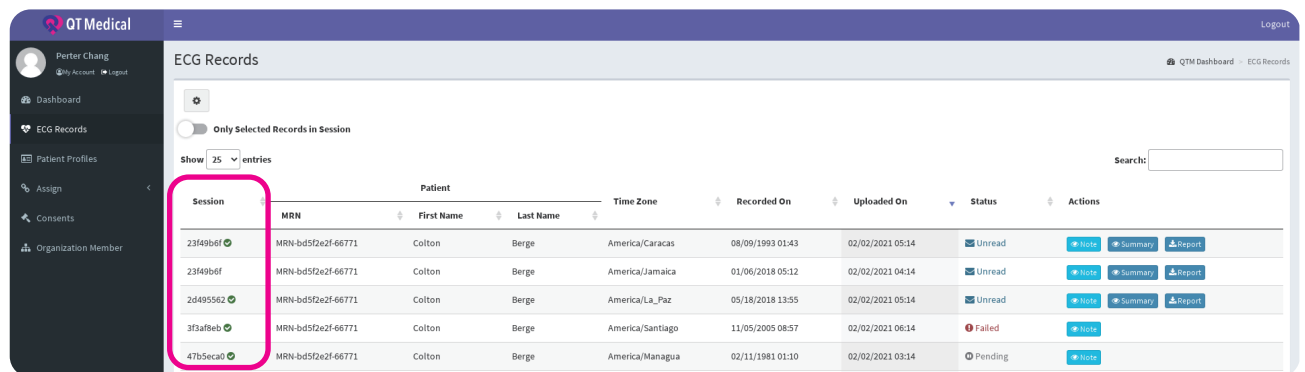 QT Medical
Logout
Perter Chang
My Account Logout
ECG Records
QTM Dashboard > ECG Records
Dashboard
ECG Records
Patient Profiles
Assign
Consents
Organization Member
Only Selected Records in Session
Show 25 entries
Search:
Session Patient Time Zone Recorded On Uploaded On Status Actions
MRN First Name Last Name
23f49b6f MRN-bd5f2e2f-66771 Colton Berge America/Caracas 08/09/1993 01:43 02/02/2021 05:14 Unread Note Summary Report
23f49b6f MRN-bd5f2e2f-66771 Colton Berge America/Jamaica 01/06/2018 05:12 02/02/2021 04:14 Unread Note Summary Report
2d495562 MRN-bd5f2e2f-66771 Colton Berge America/La_Paz 05/18/2018 13:55 02/02/2021 05:14 Unread Note Summary Report
3f3af8eb MRN-bd5f2e2f-66771 Colton Berge America/Santiago 11/05/2005 08:57 02/02/2021 06:14 Failed Note
47b5eca0 MRN-bd5f2e2f-66771 Colton Berge America/Managua 02/11/1981 01:10 02/02/2021 03:14 Pending Note